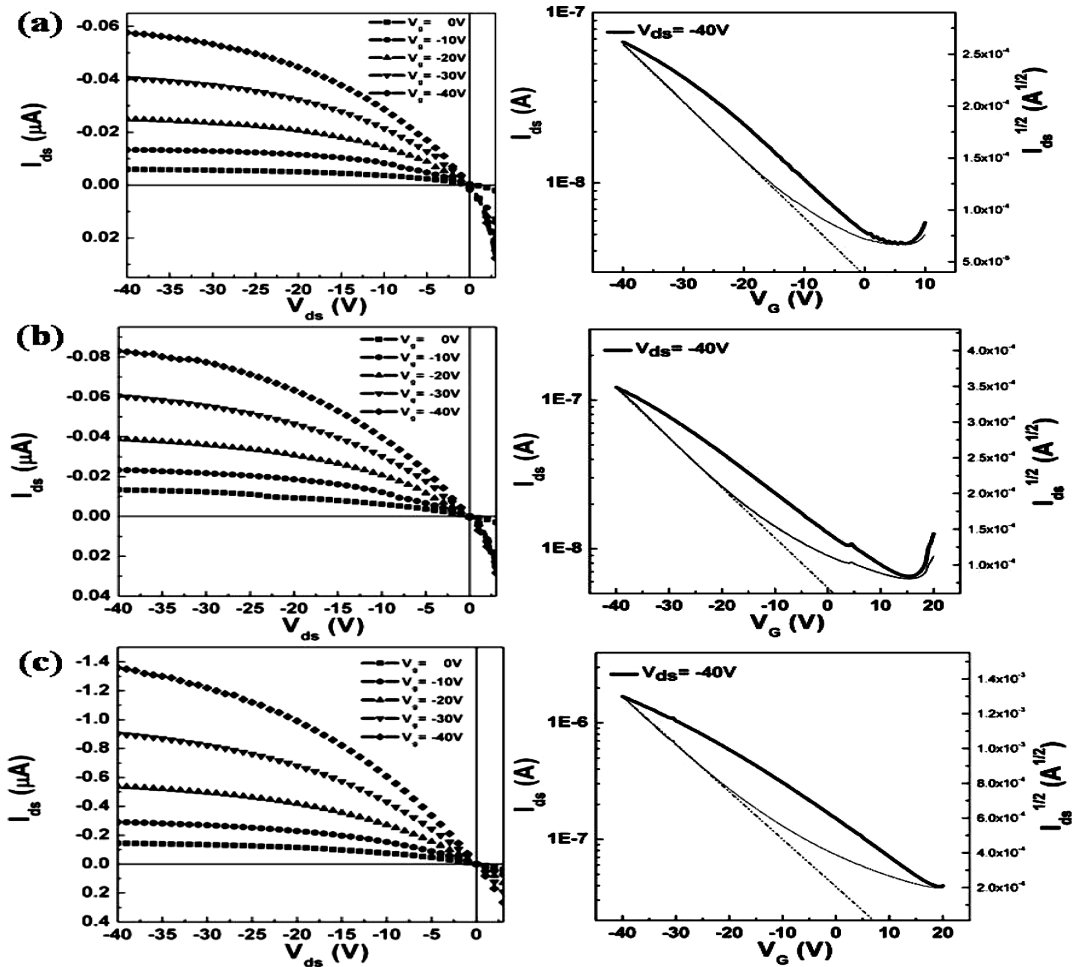 (a)
-0.06
-0.04
-0.02
0.00
0.02
I_ds (μA)
V_g = 0V
V_g = -10V
V_g = -20V
V_g = -30V
V_g = -40V
-40 -35 -30 -25 -20 -15 -10 -5 0
V_ds (V)
1E-7
1E-8
I_ds (A)
V_ds = -40V
2.5x10⁻⁴
2.0x10⁻⁴
1.5x10⁻⁴
1.0x10⁻⁴
5.0x10⁻⁵
I_ds^1/2 (A^1/2)
-40 -30 -20 -10 0 10
V_G (V)
(b)
-0.08
-0.06
-0.04
-0.02
0.00
0.02
0.04
I_ds (μA)
V_g = 0V
V_g = -10V
V_g = -20V
V_g = -30V
V_g = -40V
-40 -35 -30 -25 -20 -15 -10 -5 0
V_ds (V)
1E-7
1E-8
I_ds (A)
V_ds = -40V
4.0x10⁻⁴
3.5x10⁻⁴
3.0x10⁻⁴
2.5x10⁻⁴
2.0x10⁻⁴
1.5x10⁻⁴
1.0x10⁻⁴
I_ds^1/2 (A^1/2)
-40 -30 -20 -10 0 10 20
V_G (V)
(c)
-1.4
-1.2
-1.0
-0.8
-0.6
-0.4
-0.2
0.0
0.2
0.4
I_ds (μA)
V_g = 0V
V_g = -10V
V_g = -20V
V_g = -30V
V_g = -40V
-40 -35 -30 -25 -20 -15 -10 -5 0
V_ds (V)
1E-6
1E-7
I_ds (A)
V_ds = -40V
1.4x10⁻³
1.2x10⁻³
1.0x10⁻³
8.0x10⁻⁴
6.0x10⁻⁴
4.0x10⁻⁴
2.0x10⁻⁴
I_ds^1/2 (A^1/2)
-40 -30 -20 -10 0 10 20
V_G (V)